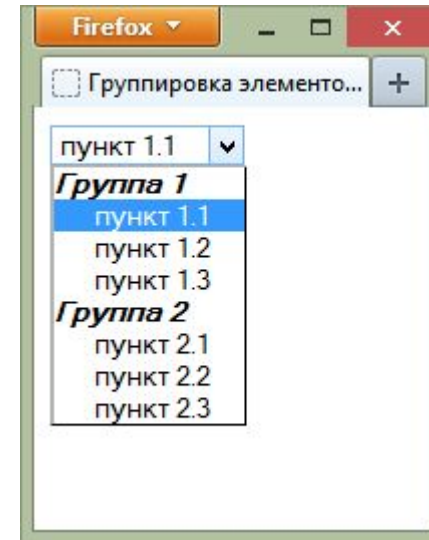 Firefox
Группировка элементо...
пункт 1.1
Группа 1
пункт 1.1
пункт 1.2
пункт 1.3
Группа 2
пункт 2.1
пункт 2.2
пункт 2.3